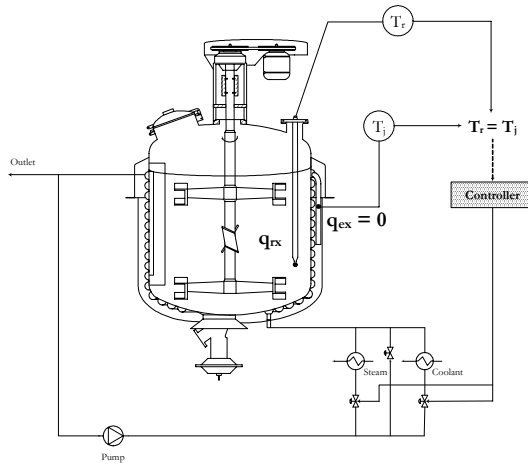 Tr
Tj
Tr = Tj
Outlet
Controller
qex = 0
qrx
Steam
Coolant
Pump